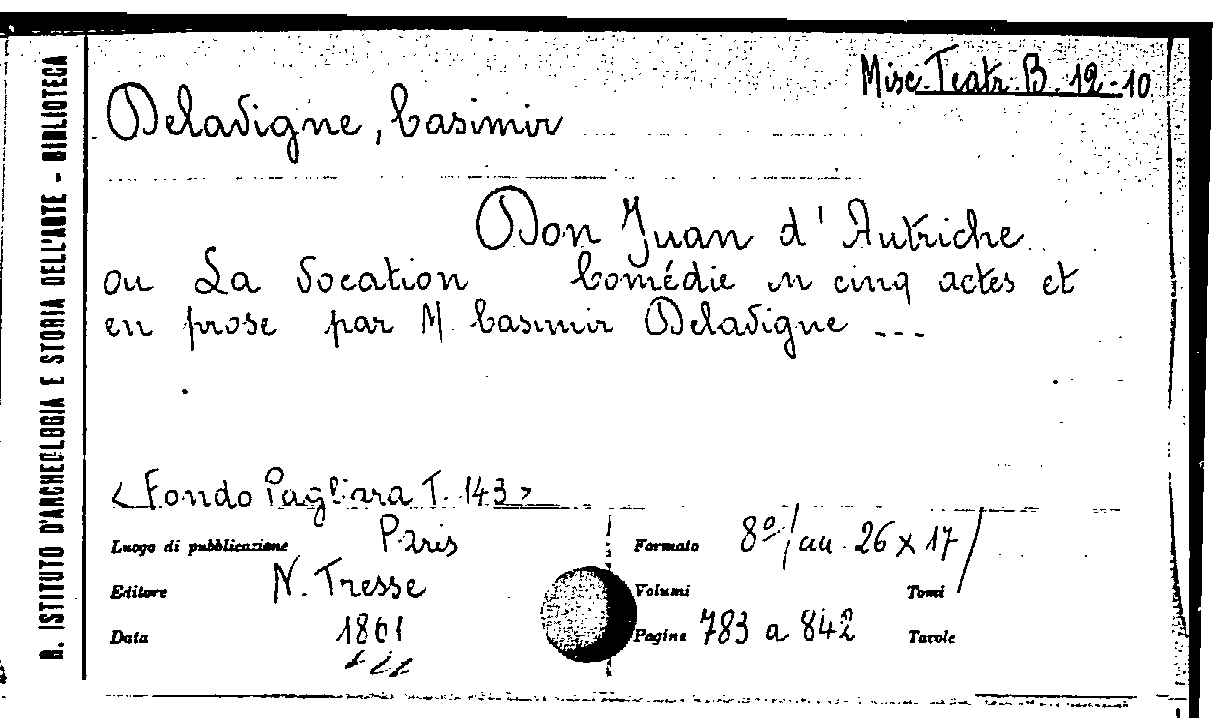 R. ISTITUTO D'ARCHEOLOGIA E STORIA DELL'ARTE - BIBLIOTECA
Misc. Teatr. B. 12-10
Delavigne, Casimir
Don Juan d'Autriche
ou La vocation Comédie en cinq actes et
en prose par M. Casimir Delavigne ---
<Fondo Pagliara T. 143>
Luogo di pubblicazione Paris
Formato 8º/cm. 26 x 17/
Editore N. Tresse
Volumi
Tomi
Data 1861
Pagine 783 a 842
Tavole